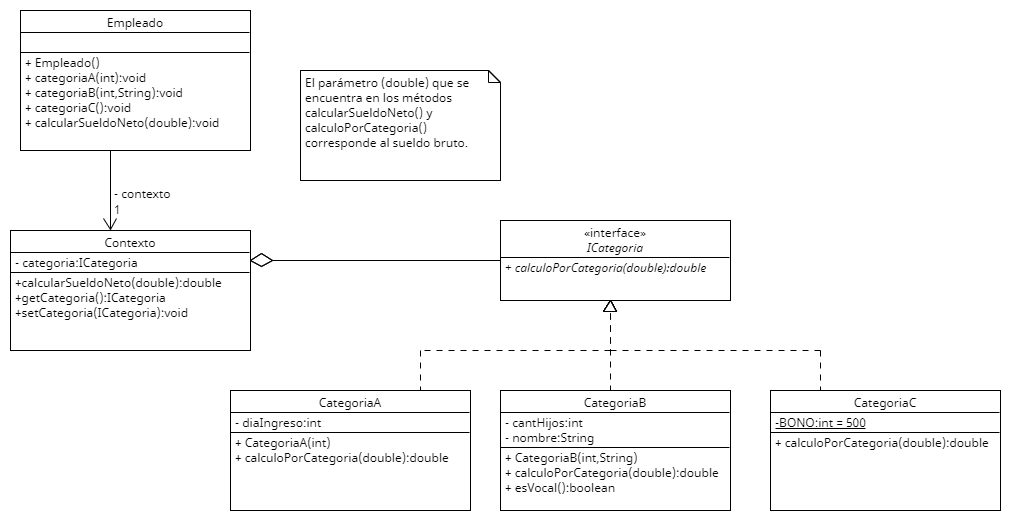 Empleado
+ Empleado()
+ categoriaA(int):void
+ categoriaB(int,String):void
+ categoriaC():void
+ calcularSueldoNeto(double):void
El parámetro (double) que se
encuentra en los métodos
calcularSueldoNeto() y
calculoPorCategoria()
corresponde al sueldo bruto.
- contexto
1
Contexto
- categoria:ICategoria
+calcularSueldoNeto(double):double
+getCategoria():ICategoria
+setCategoria(ICategoria):void
«interface»
ICategoria
+ calculoPorCategoria(double):double
CategoriaA
- diaIngreso:int
+ CategoriaA(int)
+ calculoPorCategoria(double):double
CategoriaB
- cantHijos:int
- nombre:String
+ CategoriaB(int,String)
+ calculoPorCategoria(double):double
+ esVocal():boolean
CategoriaC
-BONO:int = 500
+ calculoPorCategoria(double):double